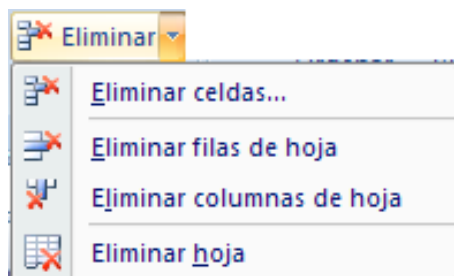 Eliminar
Eliminar celdas...
Eliminar filas de hoja
Eliminar columnas de hoja
Eliminar hoja